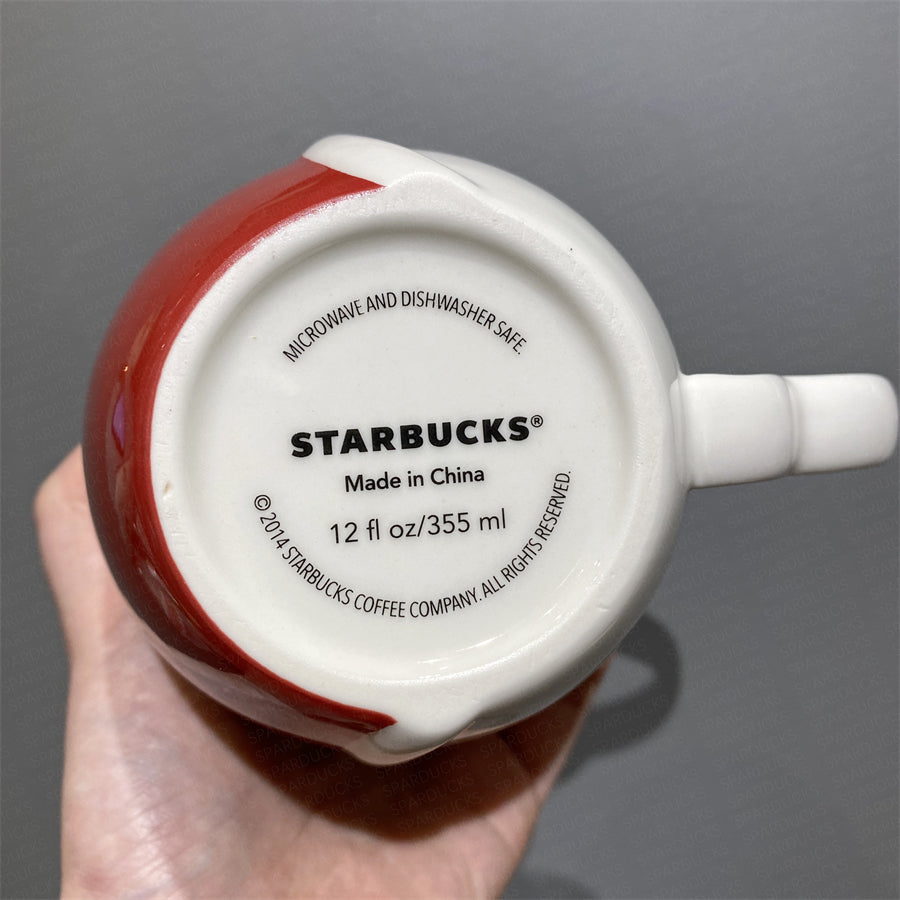 MICROWAVE AND DISHWASHER SAFE.
STARBUCKS®
Made in China
12 fl oz/355 ml
© 2014 STARBUCKS COFFEE COMPANY. ALL RIGHTS RESERVED.
SPARDUCKS